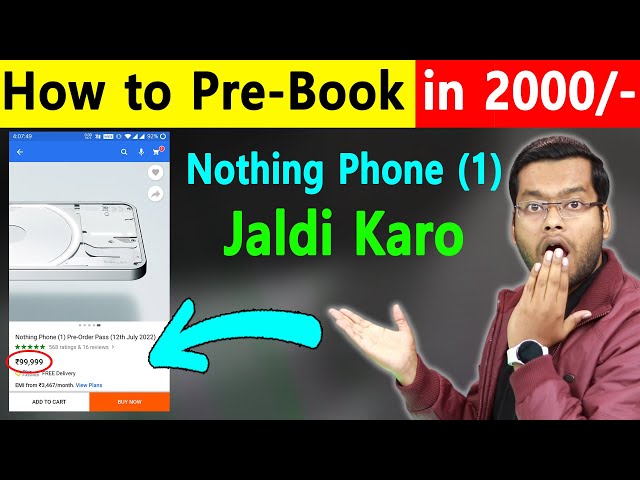 How to Pre-Book in 2000/-
4:07:49
92%
Nothing Phone (1)
Jaldi Karo
Nothing Phone (1) Pre-Order Pass (12th July 2022)
568 ratings & 16 reviews
₹99,999
FREE Delivery
EMI from ₹3,467/month. View Plans
ADD TO CART
BUY NOW